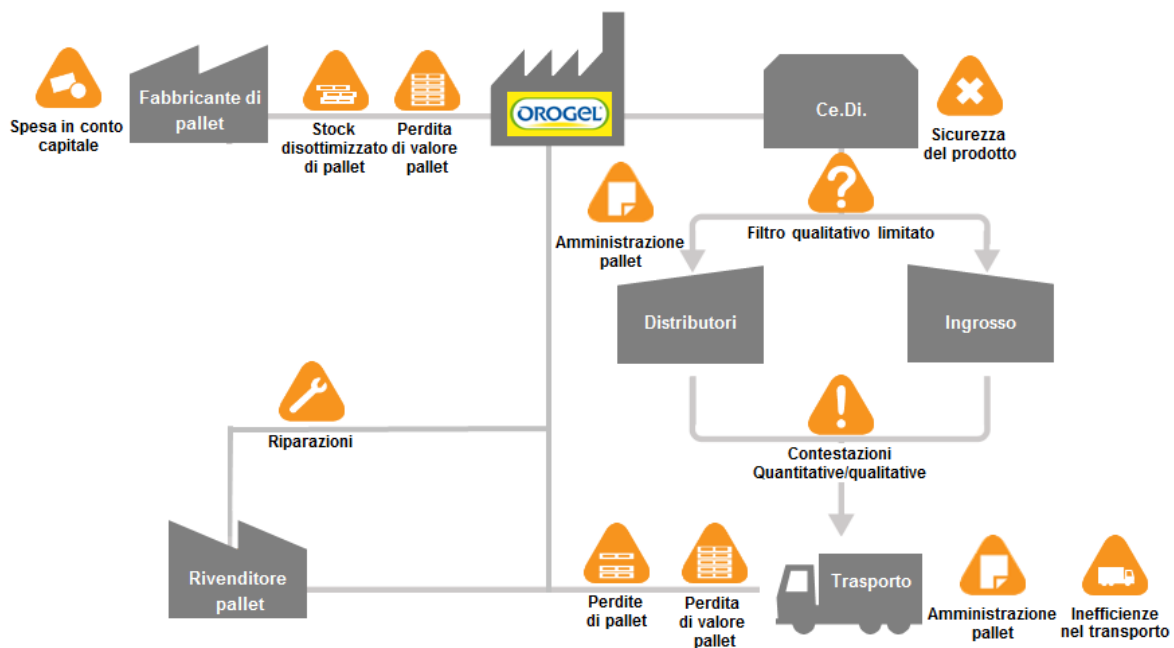 Spesa in conto
capitale
Fabbricante di
pallet
Stock
disottimizzato
di pallet
Perdita
di valore
pallet
OROGEL
Ce.Di.
Sicurezza
del prodotto
Amministrazione
pallet
Filtro qualitativo limitato
Distributori
Ingrosso
Riparazioni
Contestazioni
Quantitative/qualitative
Rivenditore
pallet
Perdite
di pallet
Perdita
di valore
pallet
Trasporto
Amministrazione
pallet
Inefficienze
nel transporto